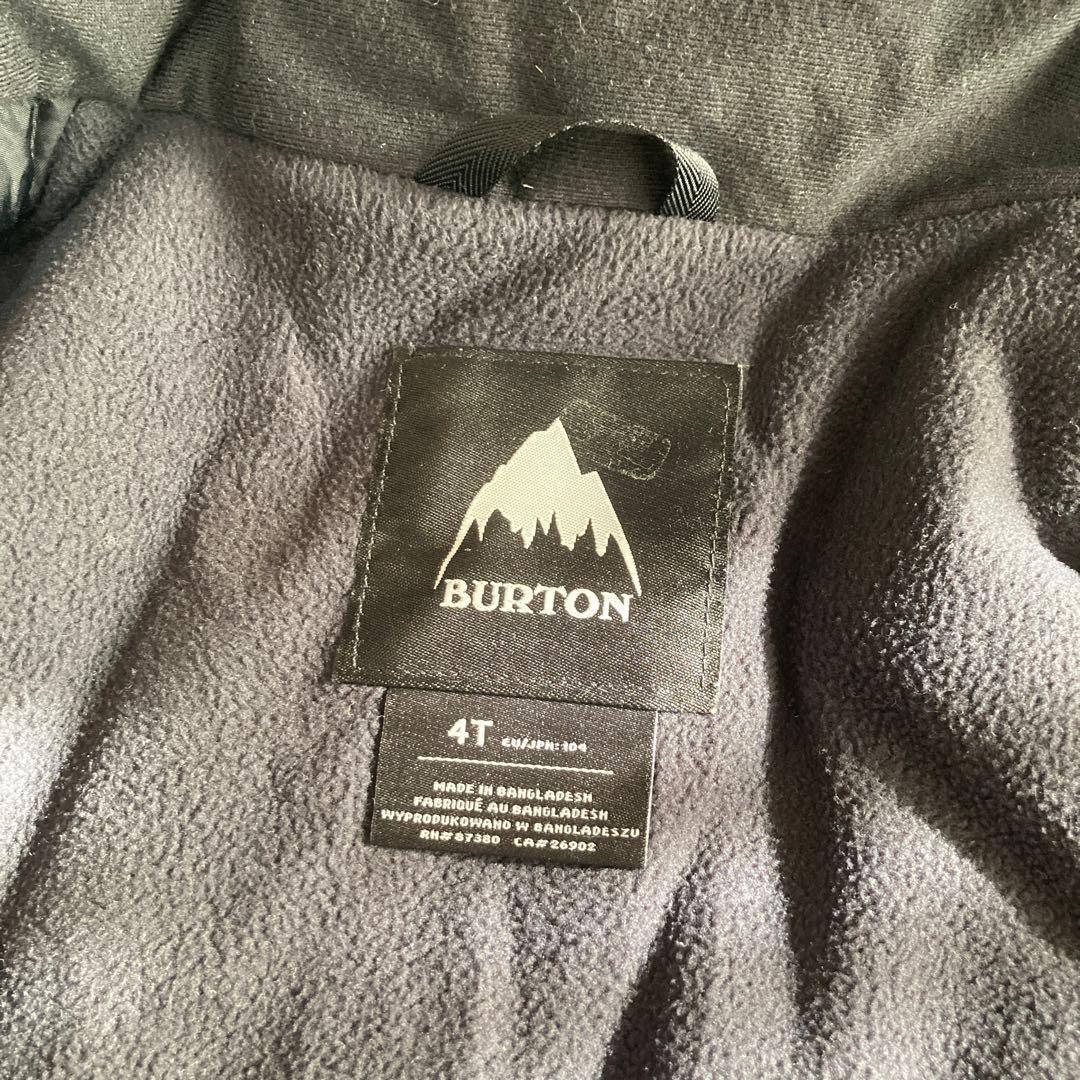 BURTON
4T EU/JPN: 104
MADE IN BANGLADESH
FABRIQUÉ AU BANGLADESH
WYPRODUKOWANO W BANGLADESZU
RN# 87380 CA# 26902